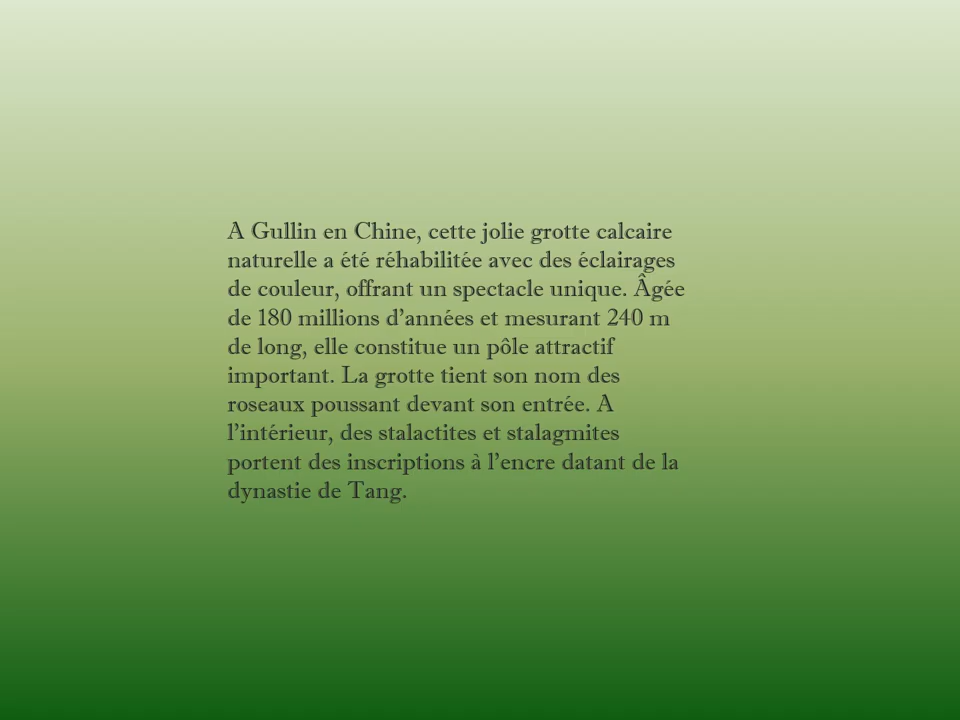 A Gullin en Chine, cette jolie grotte calcaire
naturelle a été réhabilitée avec des éclairages
de couleur, offrant un spectacle unique. Âgée
de 180 millions d’années et mesurant 240 m
de long, elle constitue un pôle attractif
important. La grotte tient son nom des
roseaux poussant devant son entrée. A
l’intérieur, des stalactites et stalagmites
portent des inscriptions à l’encre datant de la
dynastie de Tang.